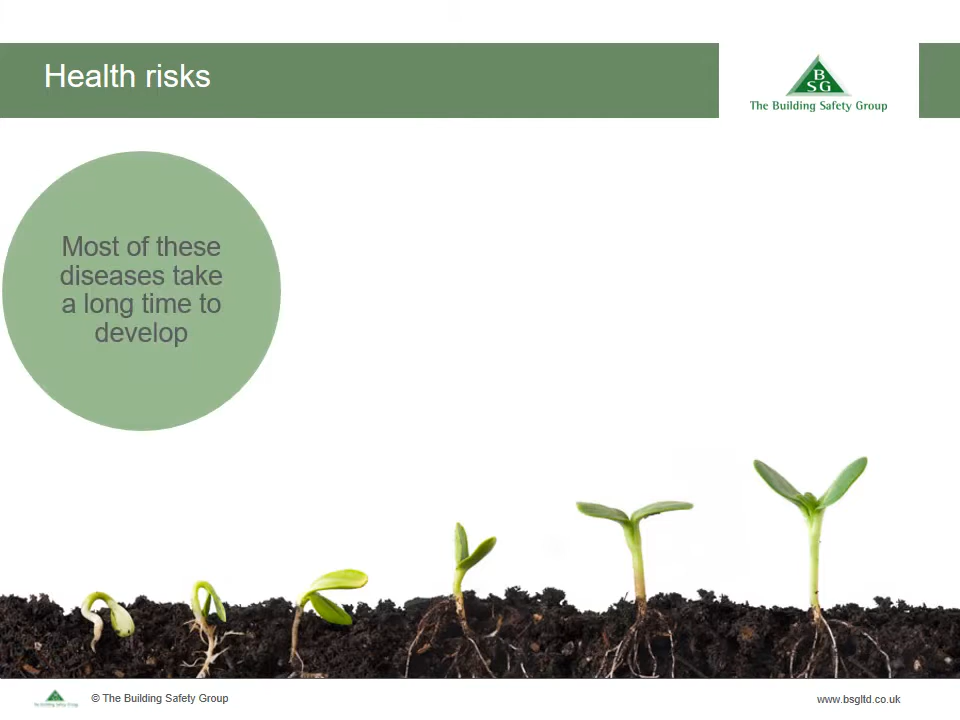 Health risks
B
SG
The Building Safety Group
Most of these
diseases take
a long time to
develop
© The Building Safety Group
www.bsgltd.co.uk